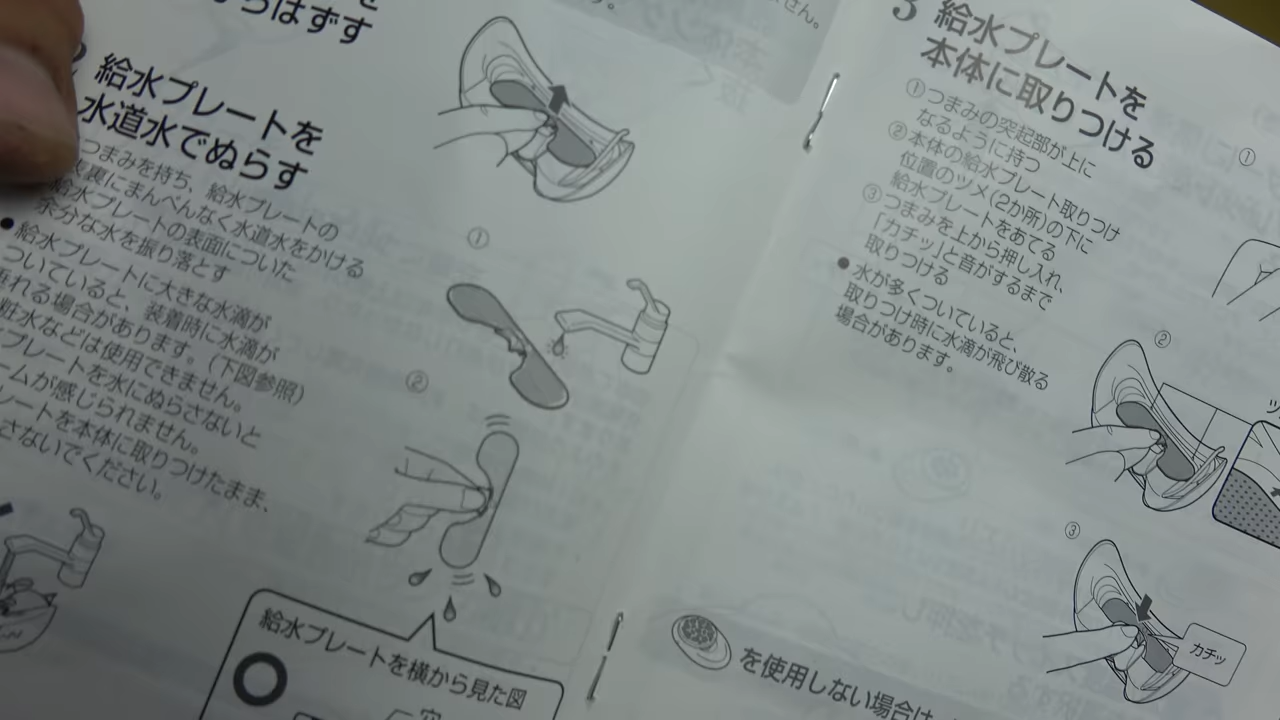 らはずす
2 給水プレートを
水道水でぬらす
つまみを持ち、給水プレートの
裏にまんべんなく水道水をかける
給水プレートの表面についた
余分な水を振り落とす
●給水プレートに大きな水滴が
ついていると、装着時に水滴が
垂れる場合があります。(下図参照)
粧水などは使用できません。
プレートを水にぬらさないと
ームが感じられません。
レートを本体に取りつけたまま、
さないでください。
①
②
給水プレートを横から見た図
穴
せん。
3 給水プレートを
本体に取りつける
①つまみの突起部が上に
なるように持つ
②本体の給水プレート取りつけ
位置のツメ(2か所)の下に
給水プレートをあてる
③つまみを上から押し入れ、
「カチッ」と音がするまで
取りつける
●水が多くついていると、
取りつけ時に水滴が飛び散る
場合があります。
①
②
ツ
③
カチッ
を使用しない場合は